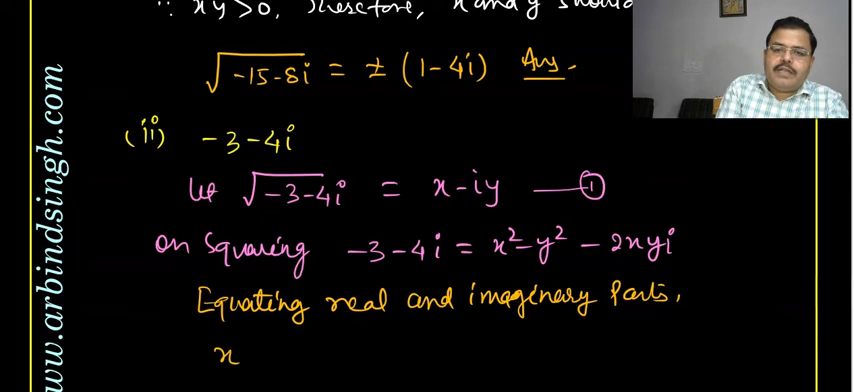 ∵ xy > 0, Therefore, x and y should
√-15-8i = ± (1-4i) Ans.
(ii) -3-4i
let √-3-4i = x-iy —①
on Squaring -3-4i = x²-y² - 2xyi
Equating real and imaginary Parts,
x
www.arbindsingh.com